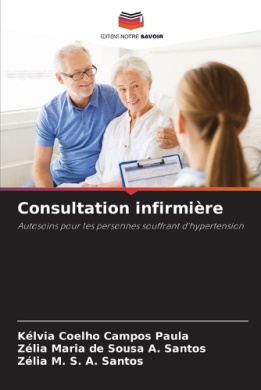 EDITIONS NOTRE SAVOIR
Consultation infirmière
Autosoins pour les personnes souffrant d'hypertension
Kélvia Coelho Campos Paula
Zélia Maria de Sousa A. Santos
Zélia M. S. A. Santos